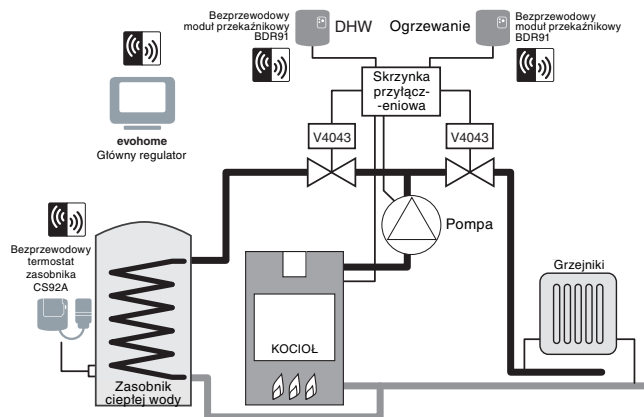 Bezprzewodowy
moduł przekaźnikowy
BDR91
DHW
Ogrzewanie
Bezprzewodowy
moduł przekaźnikowy
BDR91
Skrzynka
przyłącz-
-eniowa
evohome
Główny regulator
V4043
V4043
Pompa
Bezprzewodowy
termostat
zasobnika
CS92A
Grzejniki
KOCIOŁ
Zasobnik
ciepłej wody